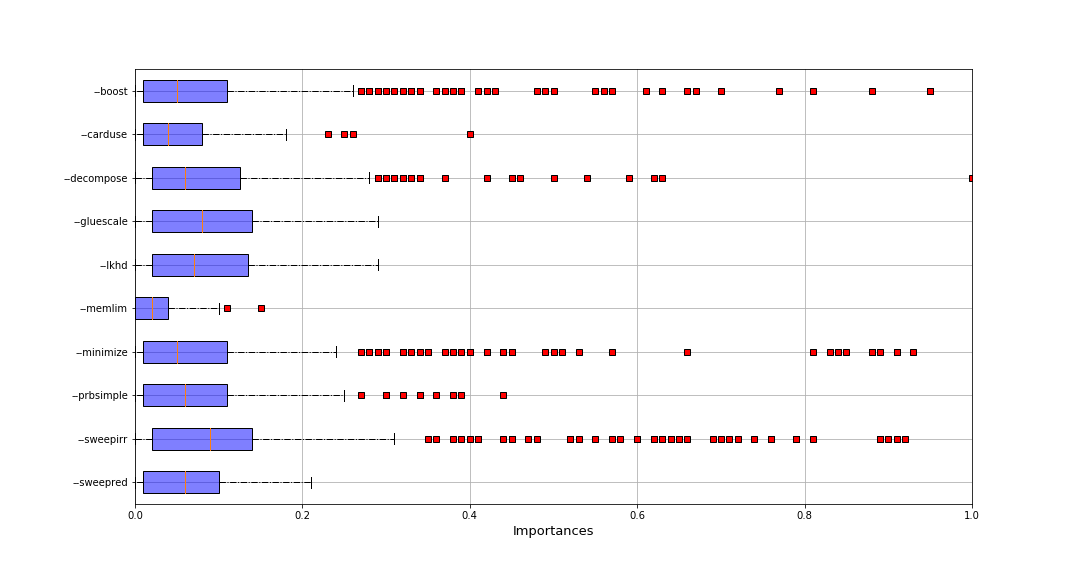 –boost
–carduse
–decompose
–gluescale
–lkhd
–memlim
–minimize
–prbsimple
–sweepirr
–sweepred
0.0 0.2 0.4 0.6 0.8 1.0
Importances